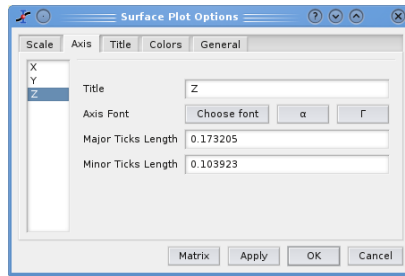 Surface Plot Options
Scale Axis Title Colors General
X
Y
Z
Title Z
Axis Font Choose font α Γ
Major Ticks Length 0.173205
Minor Ticks Length 0.103923
Matrix Apply OK Cancel